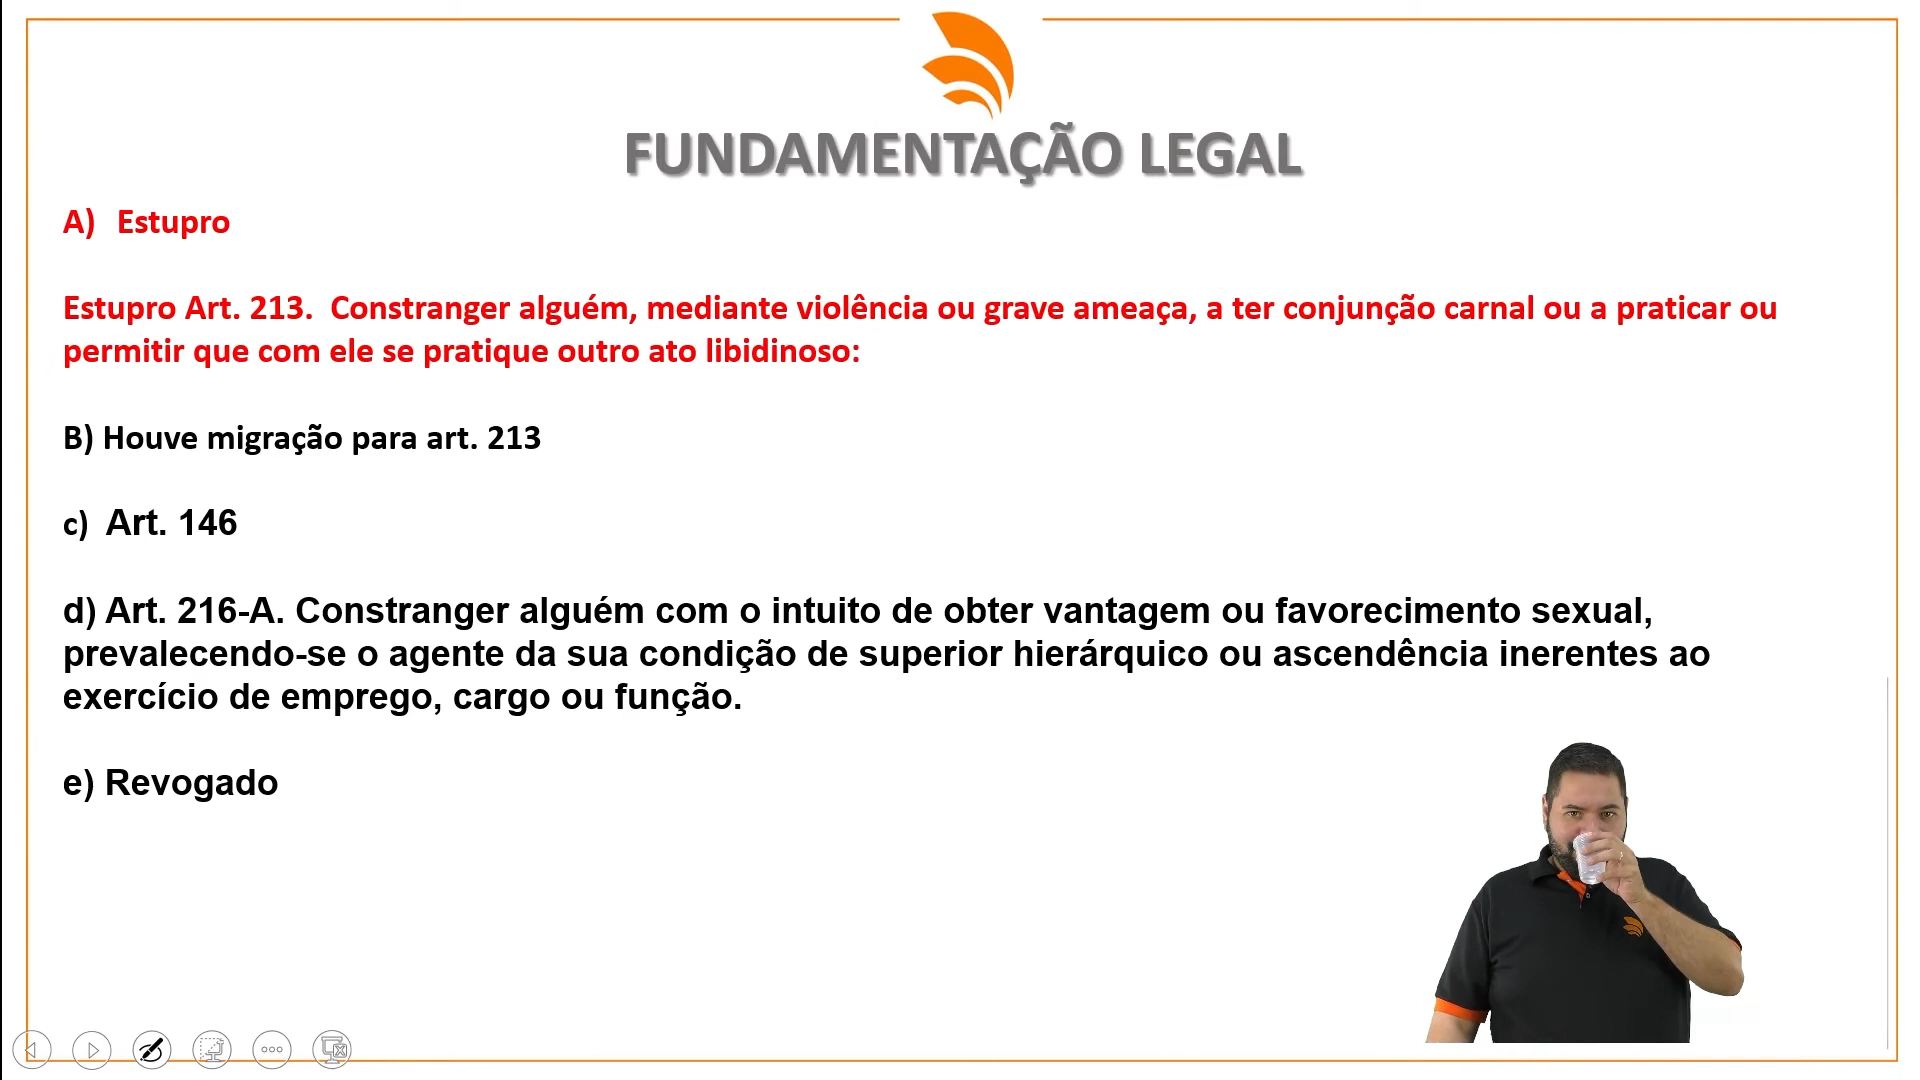 FUNDAMENTAÇÃO LEGAL
A) Estupro
Estupro Art. 213. Constranger alguém, mediante violência ou grave ameaça, a ter conjunção carnal ou a praticar ou
permitir que com ele se pratique outro ato libidinoso:
B) Houve migração para art. 213
c) Art. 146
d) Art. 216-A. Constranger alguém com o intuito de obter vantagem ou favorecimento sexual,
prevalecendo-se o agente da sua condição de superior hierárquico ou ascendência inerentes ao
exercício de emprego, cargo ou função.
e) Revogado